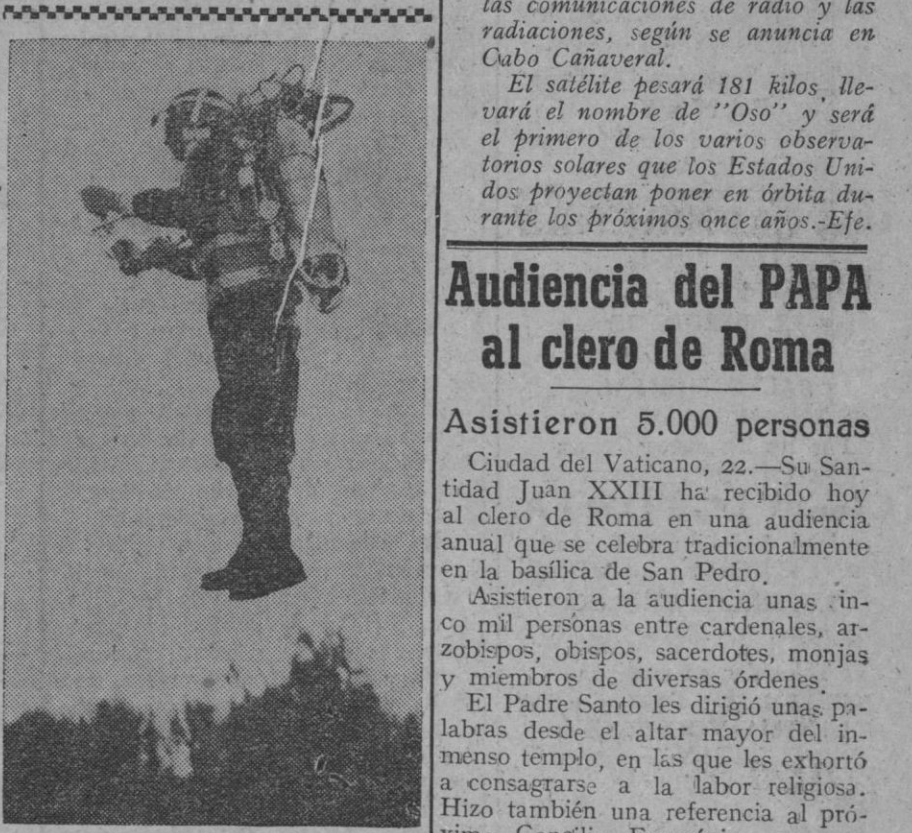 las comunicaciones de radio y las
radiaciones, según se anuncia en
Cabo Cañaveral.
El satélite pesará 181 kilos, lle-
vará el nombre de "Oso" y será
el primero de los varios observa-
torios solares que los Estados Uni-
dos proyectan poner en órbita du-
rante los próximos once años.-Efe.
Audiencia del PAPA
al clero de Roma
Asistieron 5.000 personas
Ciudad del Vaticano, 22.—Su San-
tidad Juan XXIII ha recibido hoy
al clero de Roma en una audiencia
anual que se celebra tradicionalmente
en la basílica de San Pedro.
Asistieron a la audiencia unas in-
co mil personas entre cardenales, ar-
zobispos, obispos, sacerdotes, monjas
y miembros de diversas órdenes.
El Padre Santo les dirigió unas pa-
labras desde el altar mayor del in-
menso templo, en las que les exhortó
a consagrarse a la labor religiosa.
Hizo también una referencia al pró-